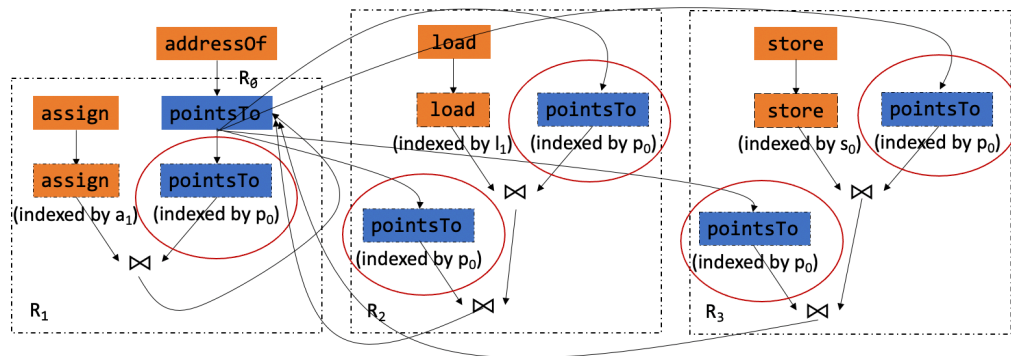 addressOf
R₀
assign
pointsTo
assign
(indexed by a₁)
pointsTo
(indexed by p₀)
⋈
R₁
load
load
(indexed by l₁)
pointsTo
(indexed by p₀)
⋈
pointsTo
(indexed by p₀)
⋈
R₂
store
store
(indexed by s₀)
pointsTo
(indexed by p₀)
⋈
pointsTo
(indexed by p₀)
⋈
R₃